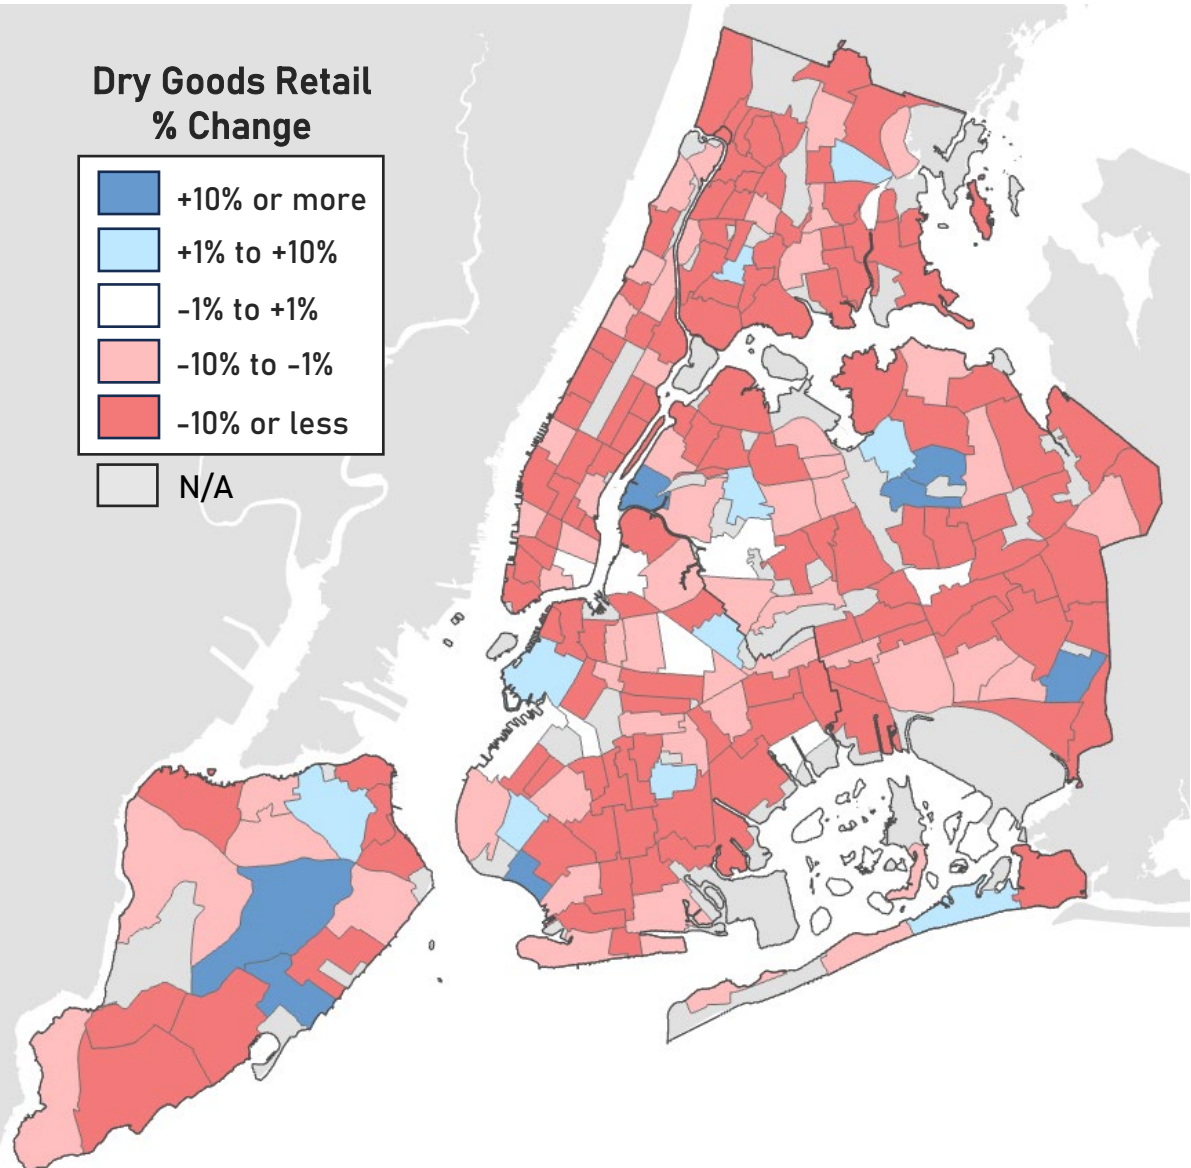 Dry Goods Retail
% Change
+10% or more
+1% to +10%
-1% to +1%
-10% to -1%
-10% or less
N/A